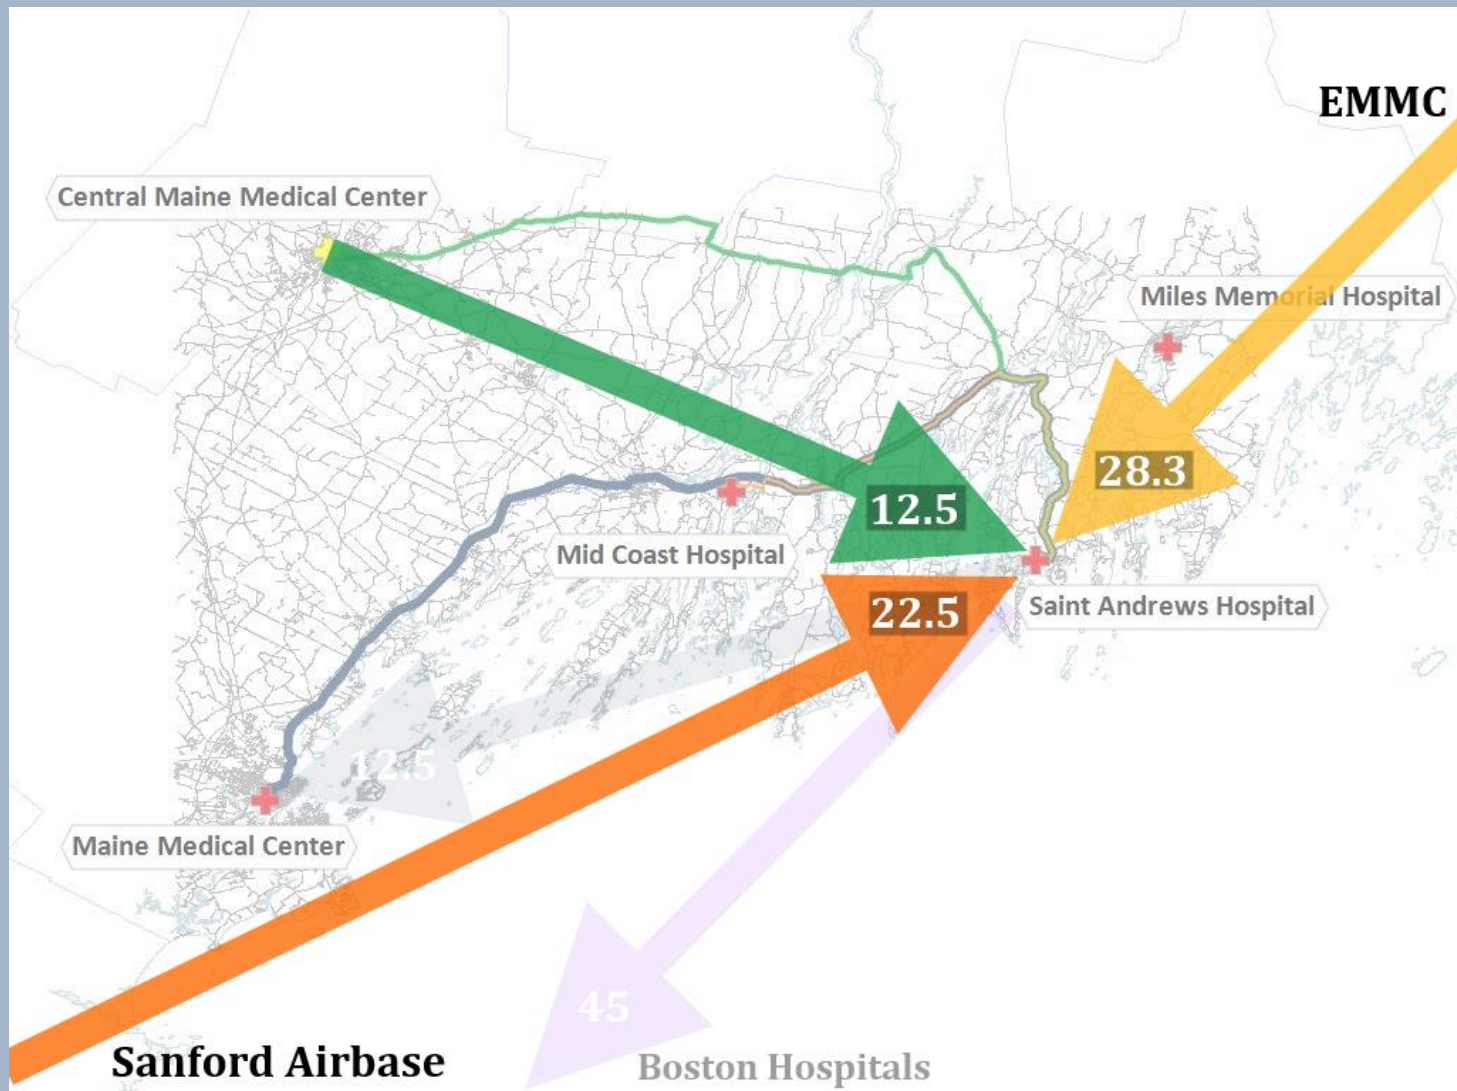 EMMC
Central Maine Medical Center
Miles Memorial Hospital
28.3
12.5
Mid Coast Hospital
22.5
Saint Andrews Hospital
12.5
Maine Medical Center
45
Sanford Airbase
Boston Hospitals